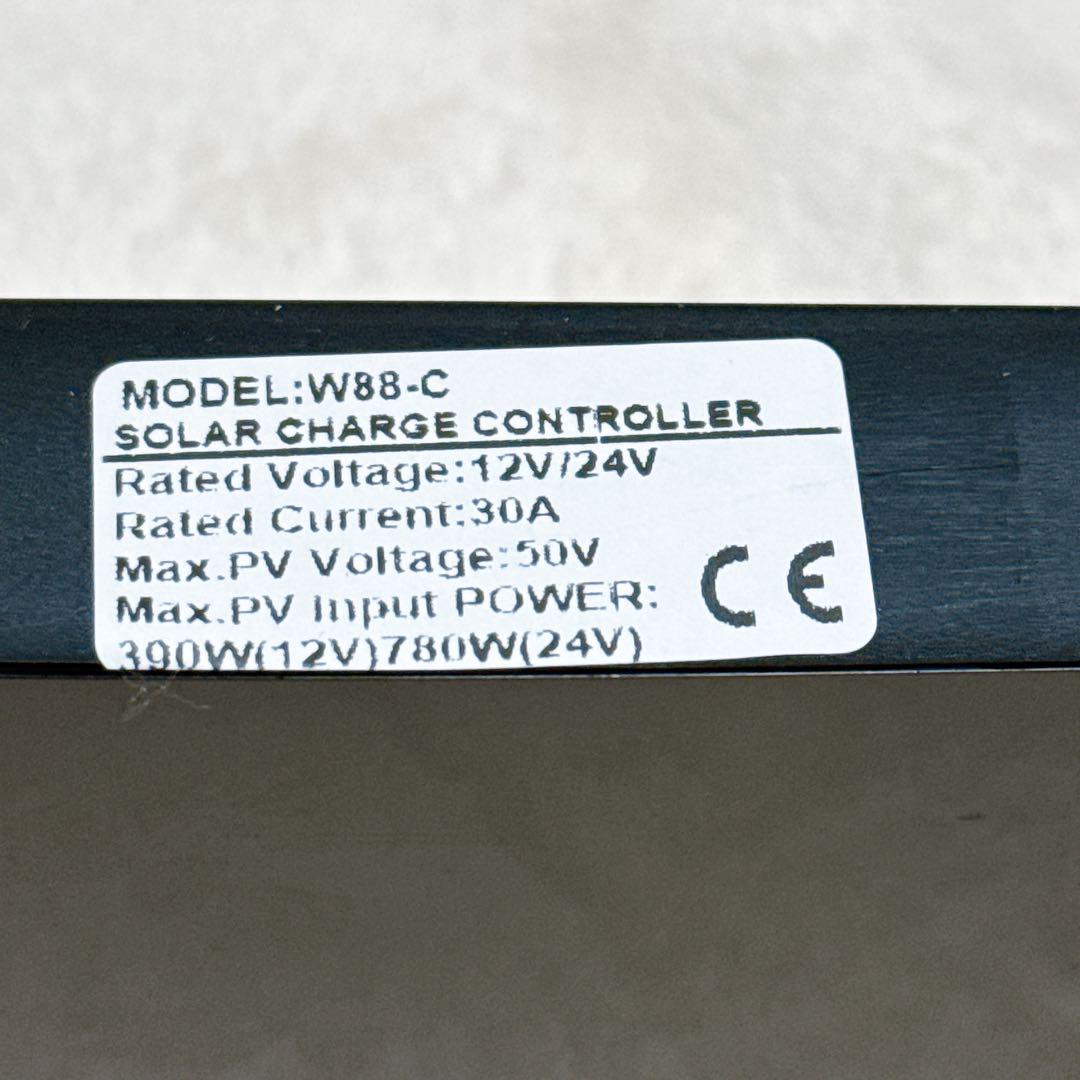 MODEL:W88-C
SOLAR CHARGE CONTROLLER
Rated Voltage:12V/24V
Rated Current:30A
Max.PV Voltage:50V
Max.PV Input POWER:
390W(12V)780W(24V)
CE